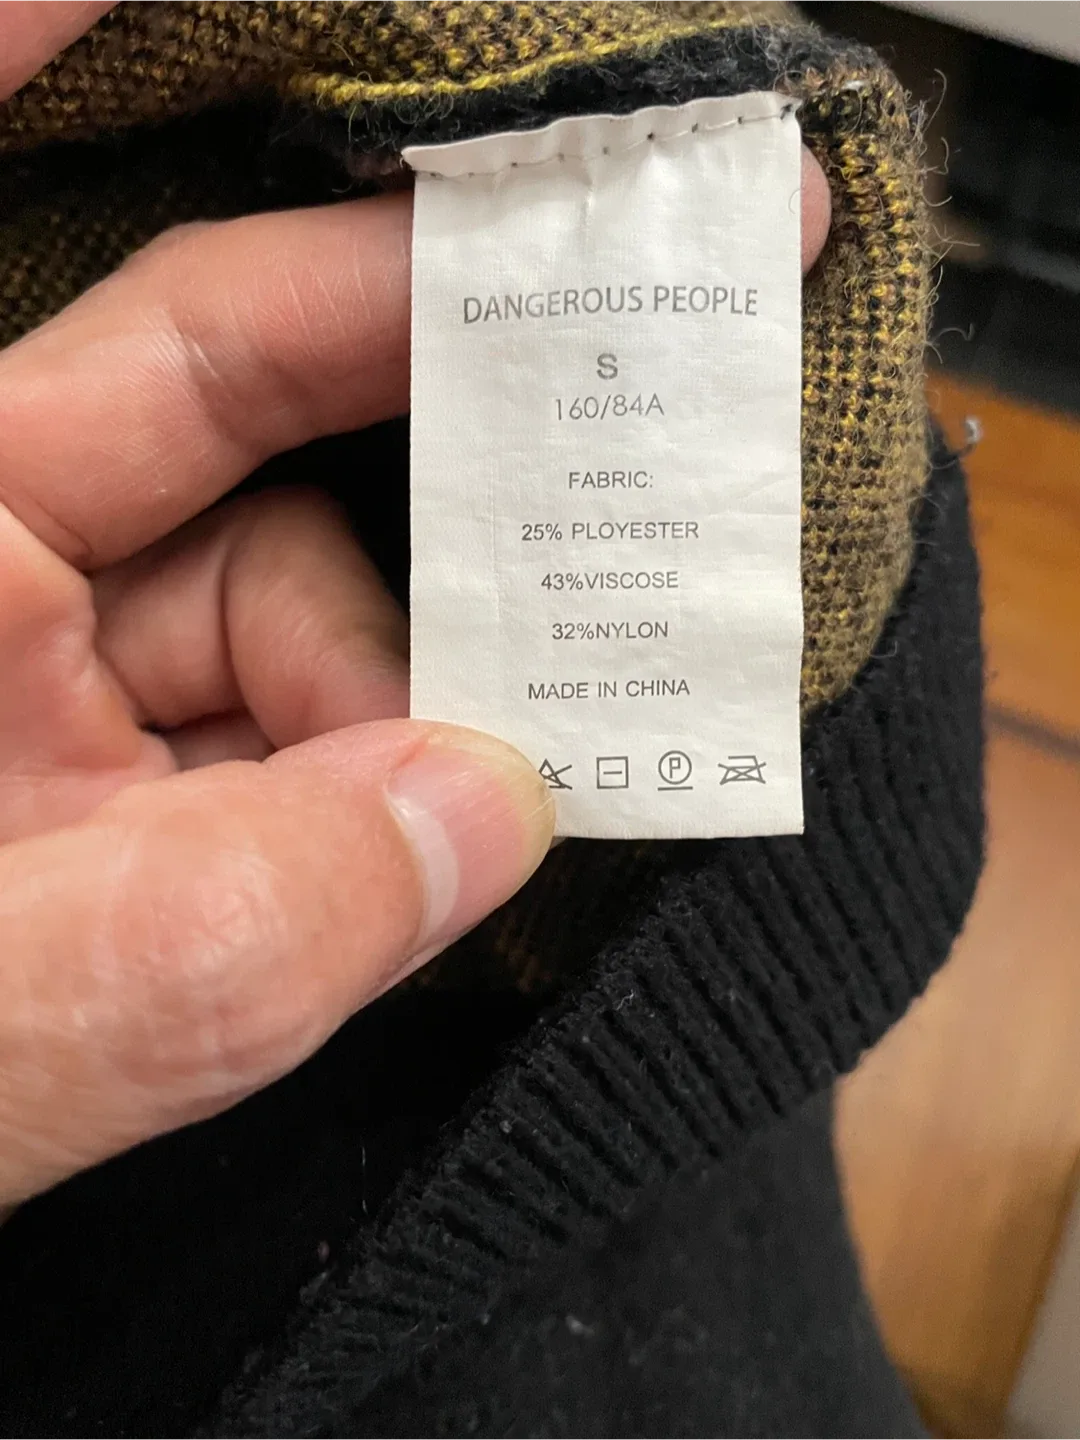 DANGEROUS PEOPLE
S
160/84A
FABRIC:
25% PLOYESTER
43%VISCOSE
32%NYLON
MADE IN CHINA
P